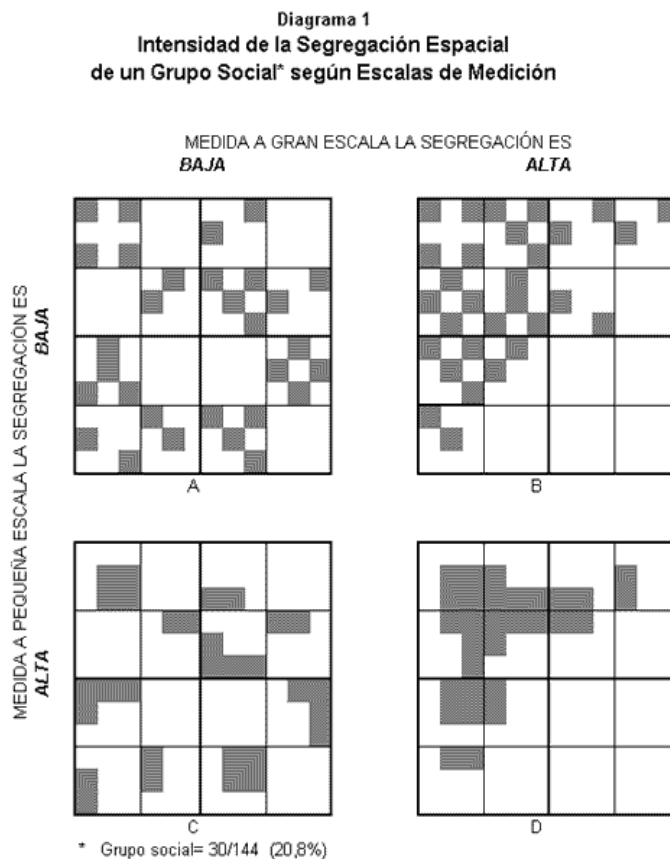 Diagrama 1
Intensidad de la Segregación Espacial
de un Grupo Social* según Escalas de Medición
MEDIDA A GRAN ESCALA LA SEGREGACIÓN ES
BAJA
ALTA
MEDIDA A PEQUEÑA ESCALA LA SEGREGACIÓN ES
BAJA
ALTA
A
B
C
D
* Grupo social= 30/144 (20,8%)